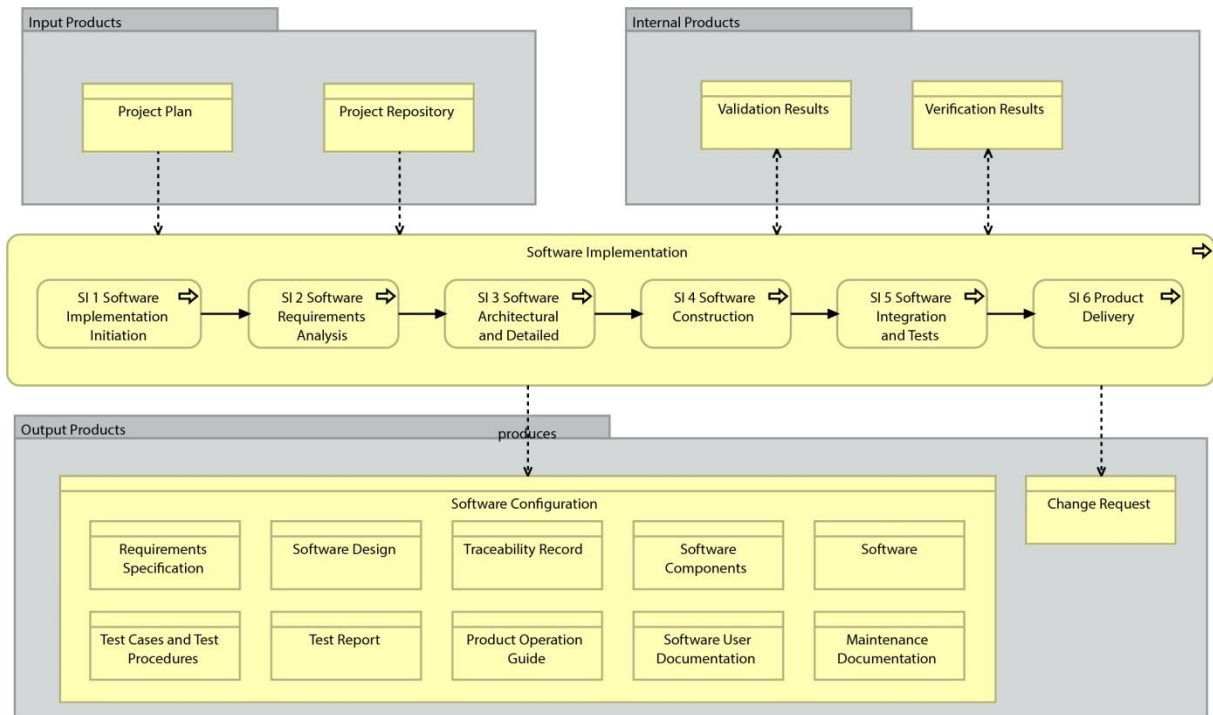 Input Products
Internal Products
Project Plan
Project Repository
Validation Results
Verification Results
Software Implementation
SI 1 Software
Implementation
Initiation
SI 2 Software
Requirements
Analysis
SI 3 Software
Architectural
and Detailed
SI 4 Software
Construction
SI 5 Software
Integration
and Tests
SI 6 Product
Delivery
Output Products
produces
Software Configuration
Change Request
Requirements
Specification
Software Design
Traceability Record
Software
Components
Software
Test Cases and Test
Procedures
Test Report
Product Operation
Guide
Software User
Documentation
Maintenance
Documentation